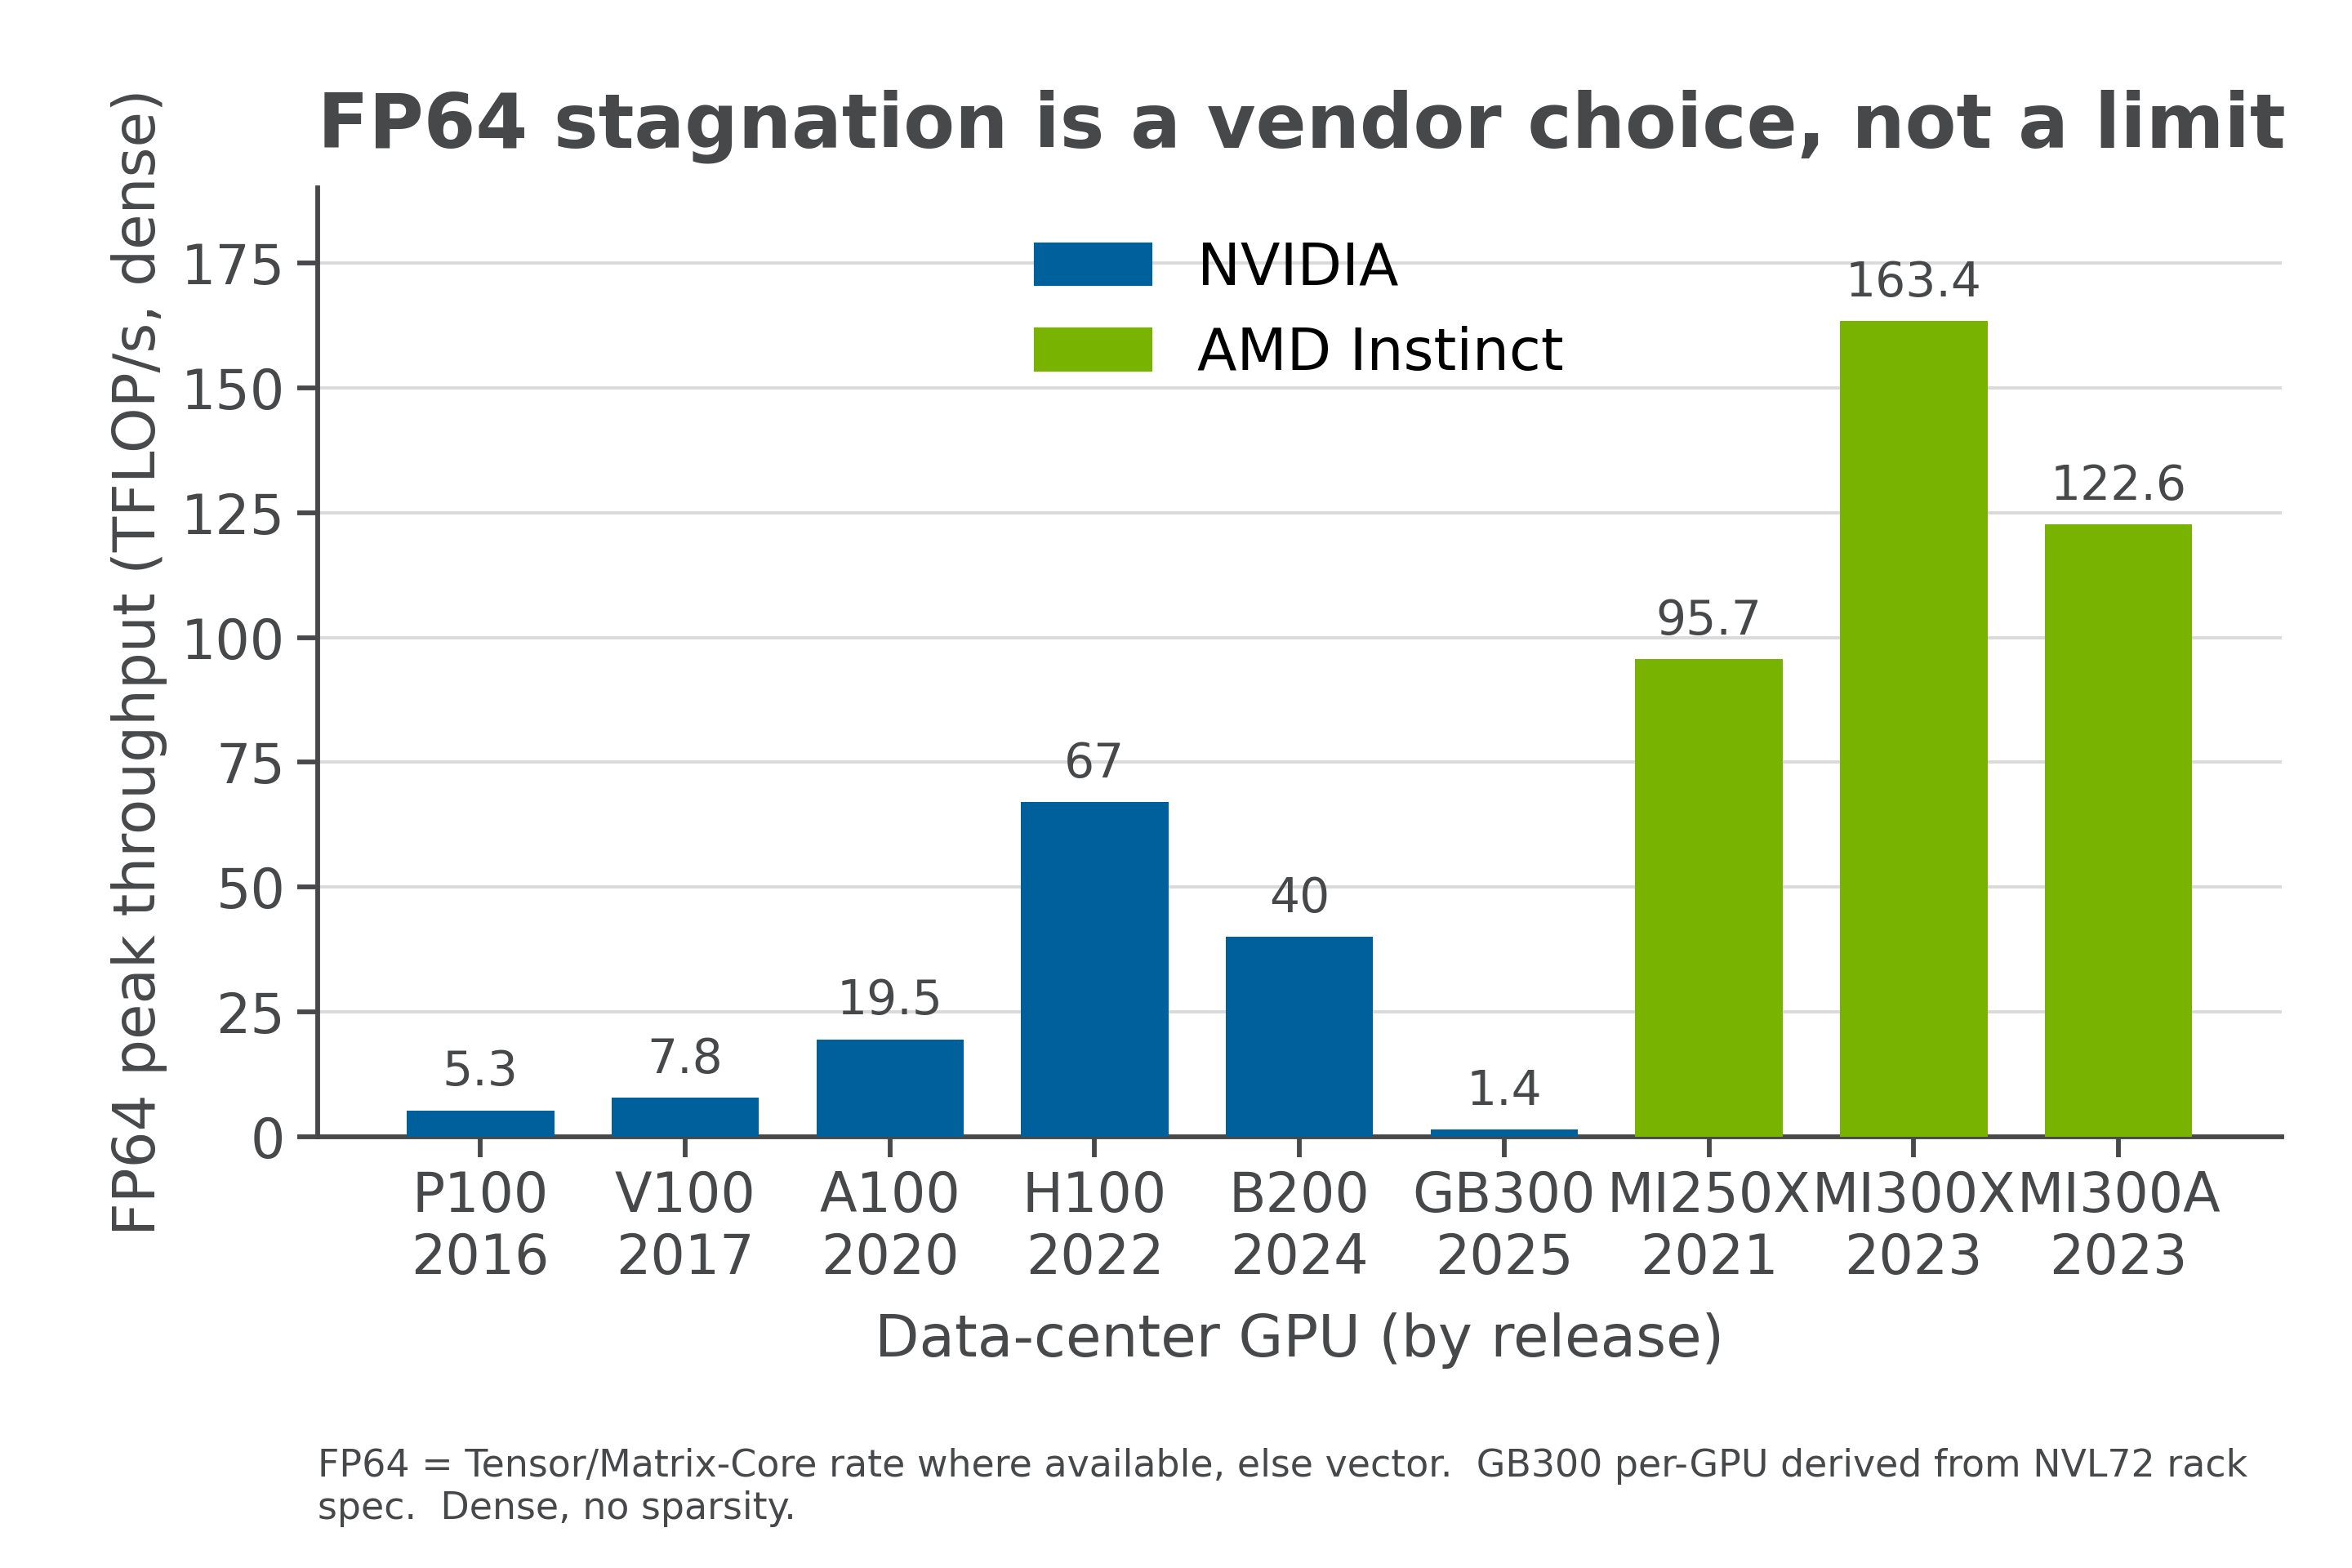 FP64 stagnation is a vendor choice, not a limit
FP64 peak throughput (TFLOP/s, dense)
175
150
125
100
75
50
25
0
NVIDIA
AMD Instinct
5.3
7.8
19.5
67
40
1.4
95.7
163.4
122.6
P100 V100 A100 H100 B200 GB300 MI250X MI300X MI300A
2016 2017 2020 2022 2024 2025 2021 2023 2023
Data-center GPU (by release)
FP64 = Tensor/Matrix-Core rate where available, else vector.  GB300 per-GPU derived from NVL72 rack
spec.  Dense, no sparsity.